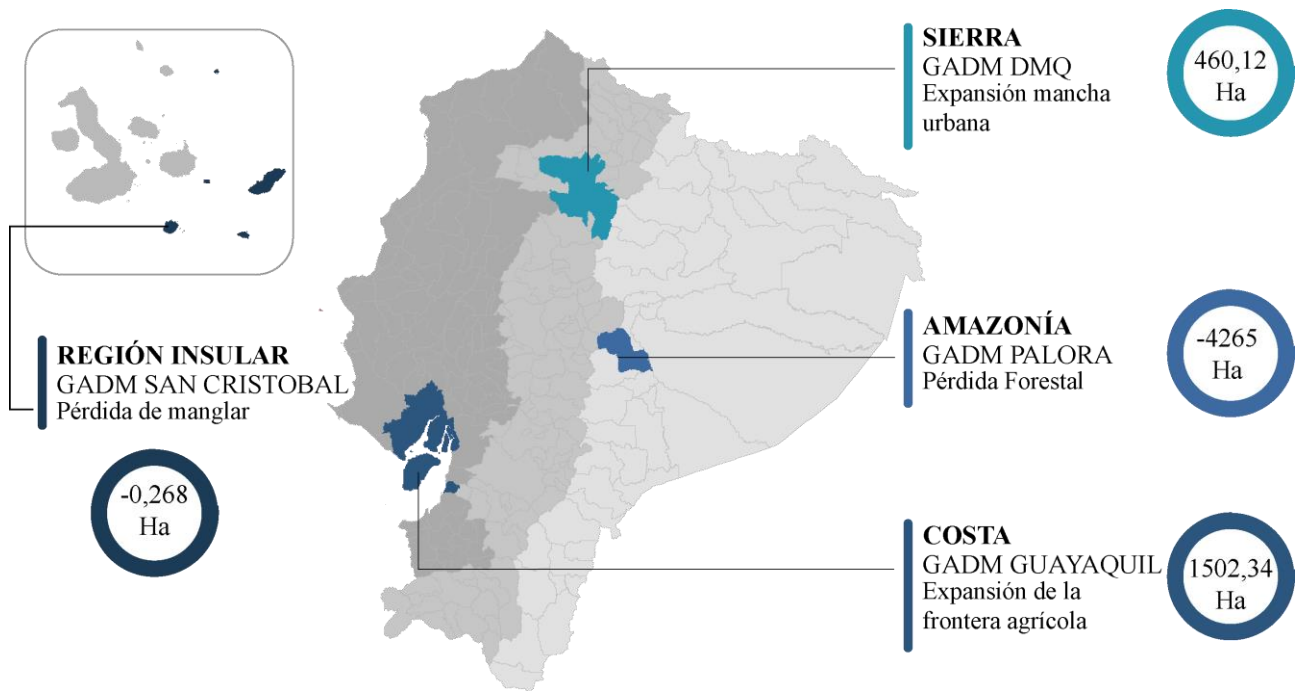 SIERRA
GADM DMQ
Expansión mancha
urbana
460,12
Ha
AMAZONÍA
GADM PALORA
Pérdida Forestal
-4265
Ha
REGIÓN INSULAR
GADM SAN CRISTOBAL
Pérdida de manglar
-0,268
Ha
COSTA
GADM GUAYAQUIL
Expansión de la
frontera agrícola
1502,34
Ha